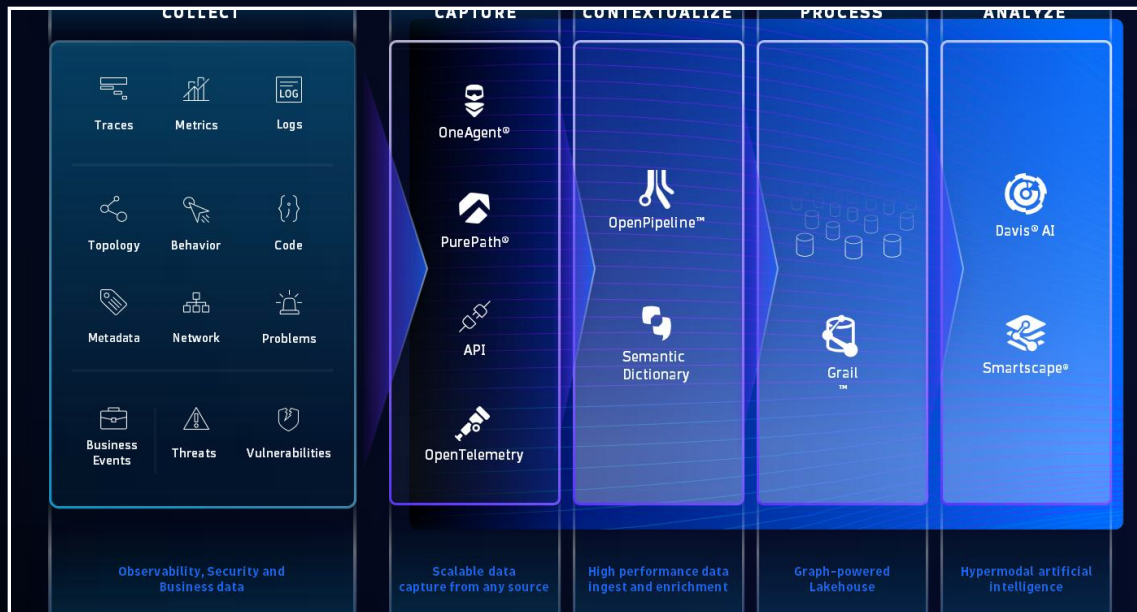 COLLECT
CAPTURE
CONTEXTUALIZE
PROCESS
ANALYZE
Traces
Metrics
LOG
Logs
Topology
Behavior
Code
Metadata
Network
Problems
Business
Events
Threats
Vulnerabilities
OneAgent®
PurePath®
API
OpenTelemetry
OpenPipeline™
Semantic
Dictionary
Grail
™
Davis® AI
Smartscape®
Observability, Security and
Business data
Scalable data
capture from any source
High performance data
ingest and enrichment
Graph-powered
Lakehouse
Hypermodal artificial
intelligence